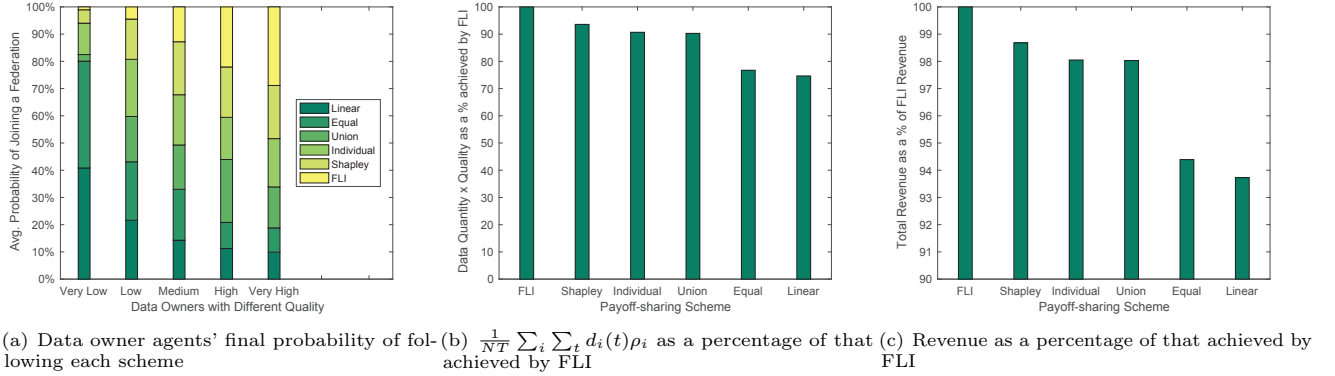 100%
90%
80%
70%
60%
50%
40%
30%
20%
10%
0%
Avg. Probability of Joining a Federation
Very Low Low Medium High Very High
Data Owners with Different Quality
Linear
Equal
Union
Individual
Shapley
FLI
100
90
80
70
60
50
40
30
20
10
0
Data Quantity x Quality as a % achieved by FLI
FLI Shapley Individual Union Equal Linear
Payoff-sharing Scheme
100
99
98
97
96
95
94
93
92
91
90
Total Revenue as a % of FLI Revenue
FLI Shapley Individual Union Equal Linear
Payoff-sharing Scheme
(a) Data owner agents' final probability of fol-
lowing each scheme
(b) $\frac{1}{NT} \sum_i \sum_t d_i(t)\rho_i$ as a percentage of that
achieved by FLI
(c) Revenue as a percentage of that achieved by
FLI